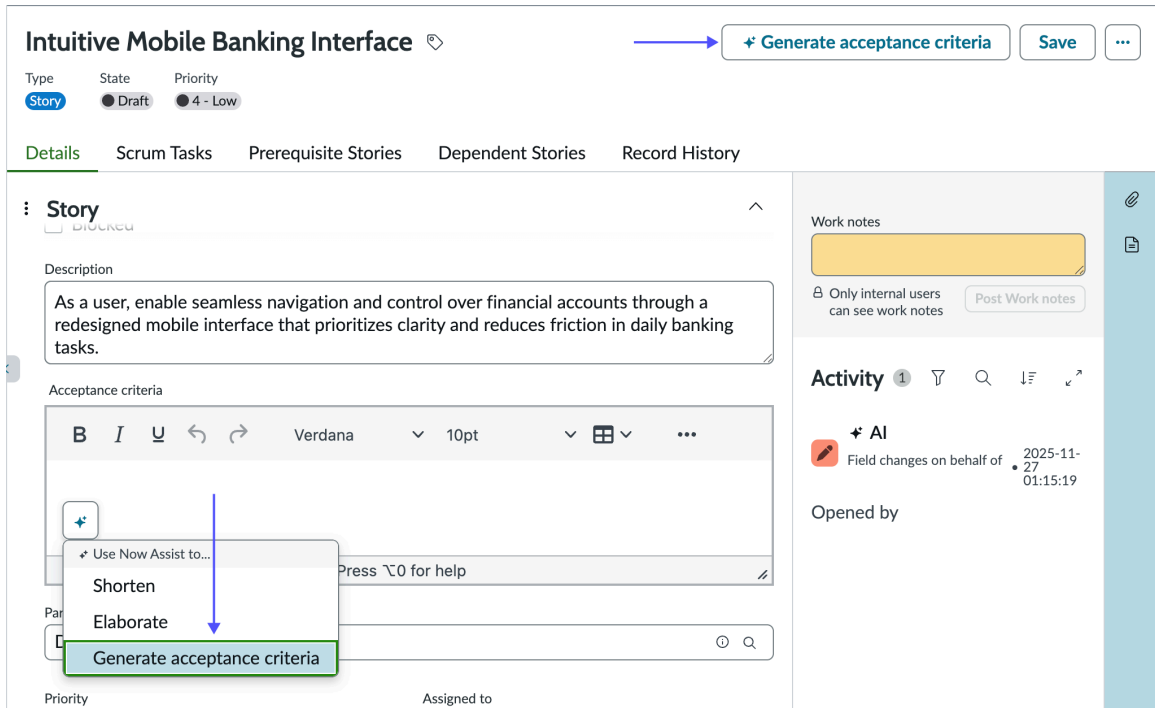 Intuitive Mobile Banking Interface
Generate acceptance criteria
Save
Type
State
Priority
Story
Draft
4 - Low
Details
Scrum Tasks
Prerequisite Stories
Dependent Stories
Record History
Story
Blocked
Description
As a user, enable seamless navigation and control over financial accounts through a
redesigned mobile interface that prioritizes clarity and reduces friction in daily banking
tasks.
Acceptance criteria
B I U
Verdana
10pt
Use Now Assist to...
Shorten
Elaborate
Generate acceptance criteria
Press ⌥0 for help
Priority
Assigned to
Work notes
Only internal users
can see work notes
Post Work notes
Activity 1
AI
Field changes on behalf of
• 2025-11-
27
01:15:19
Opened by